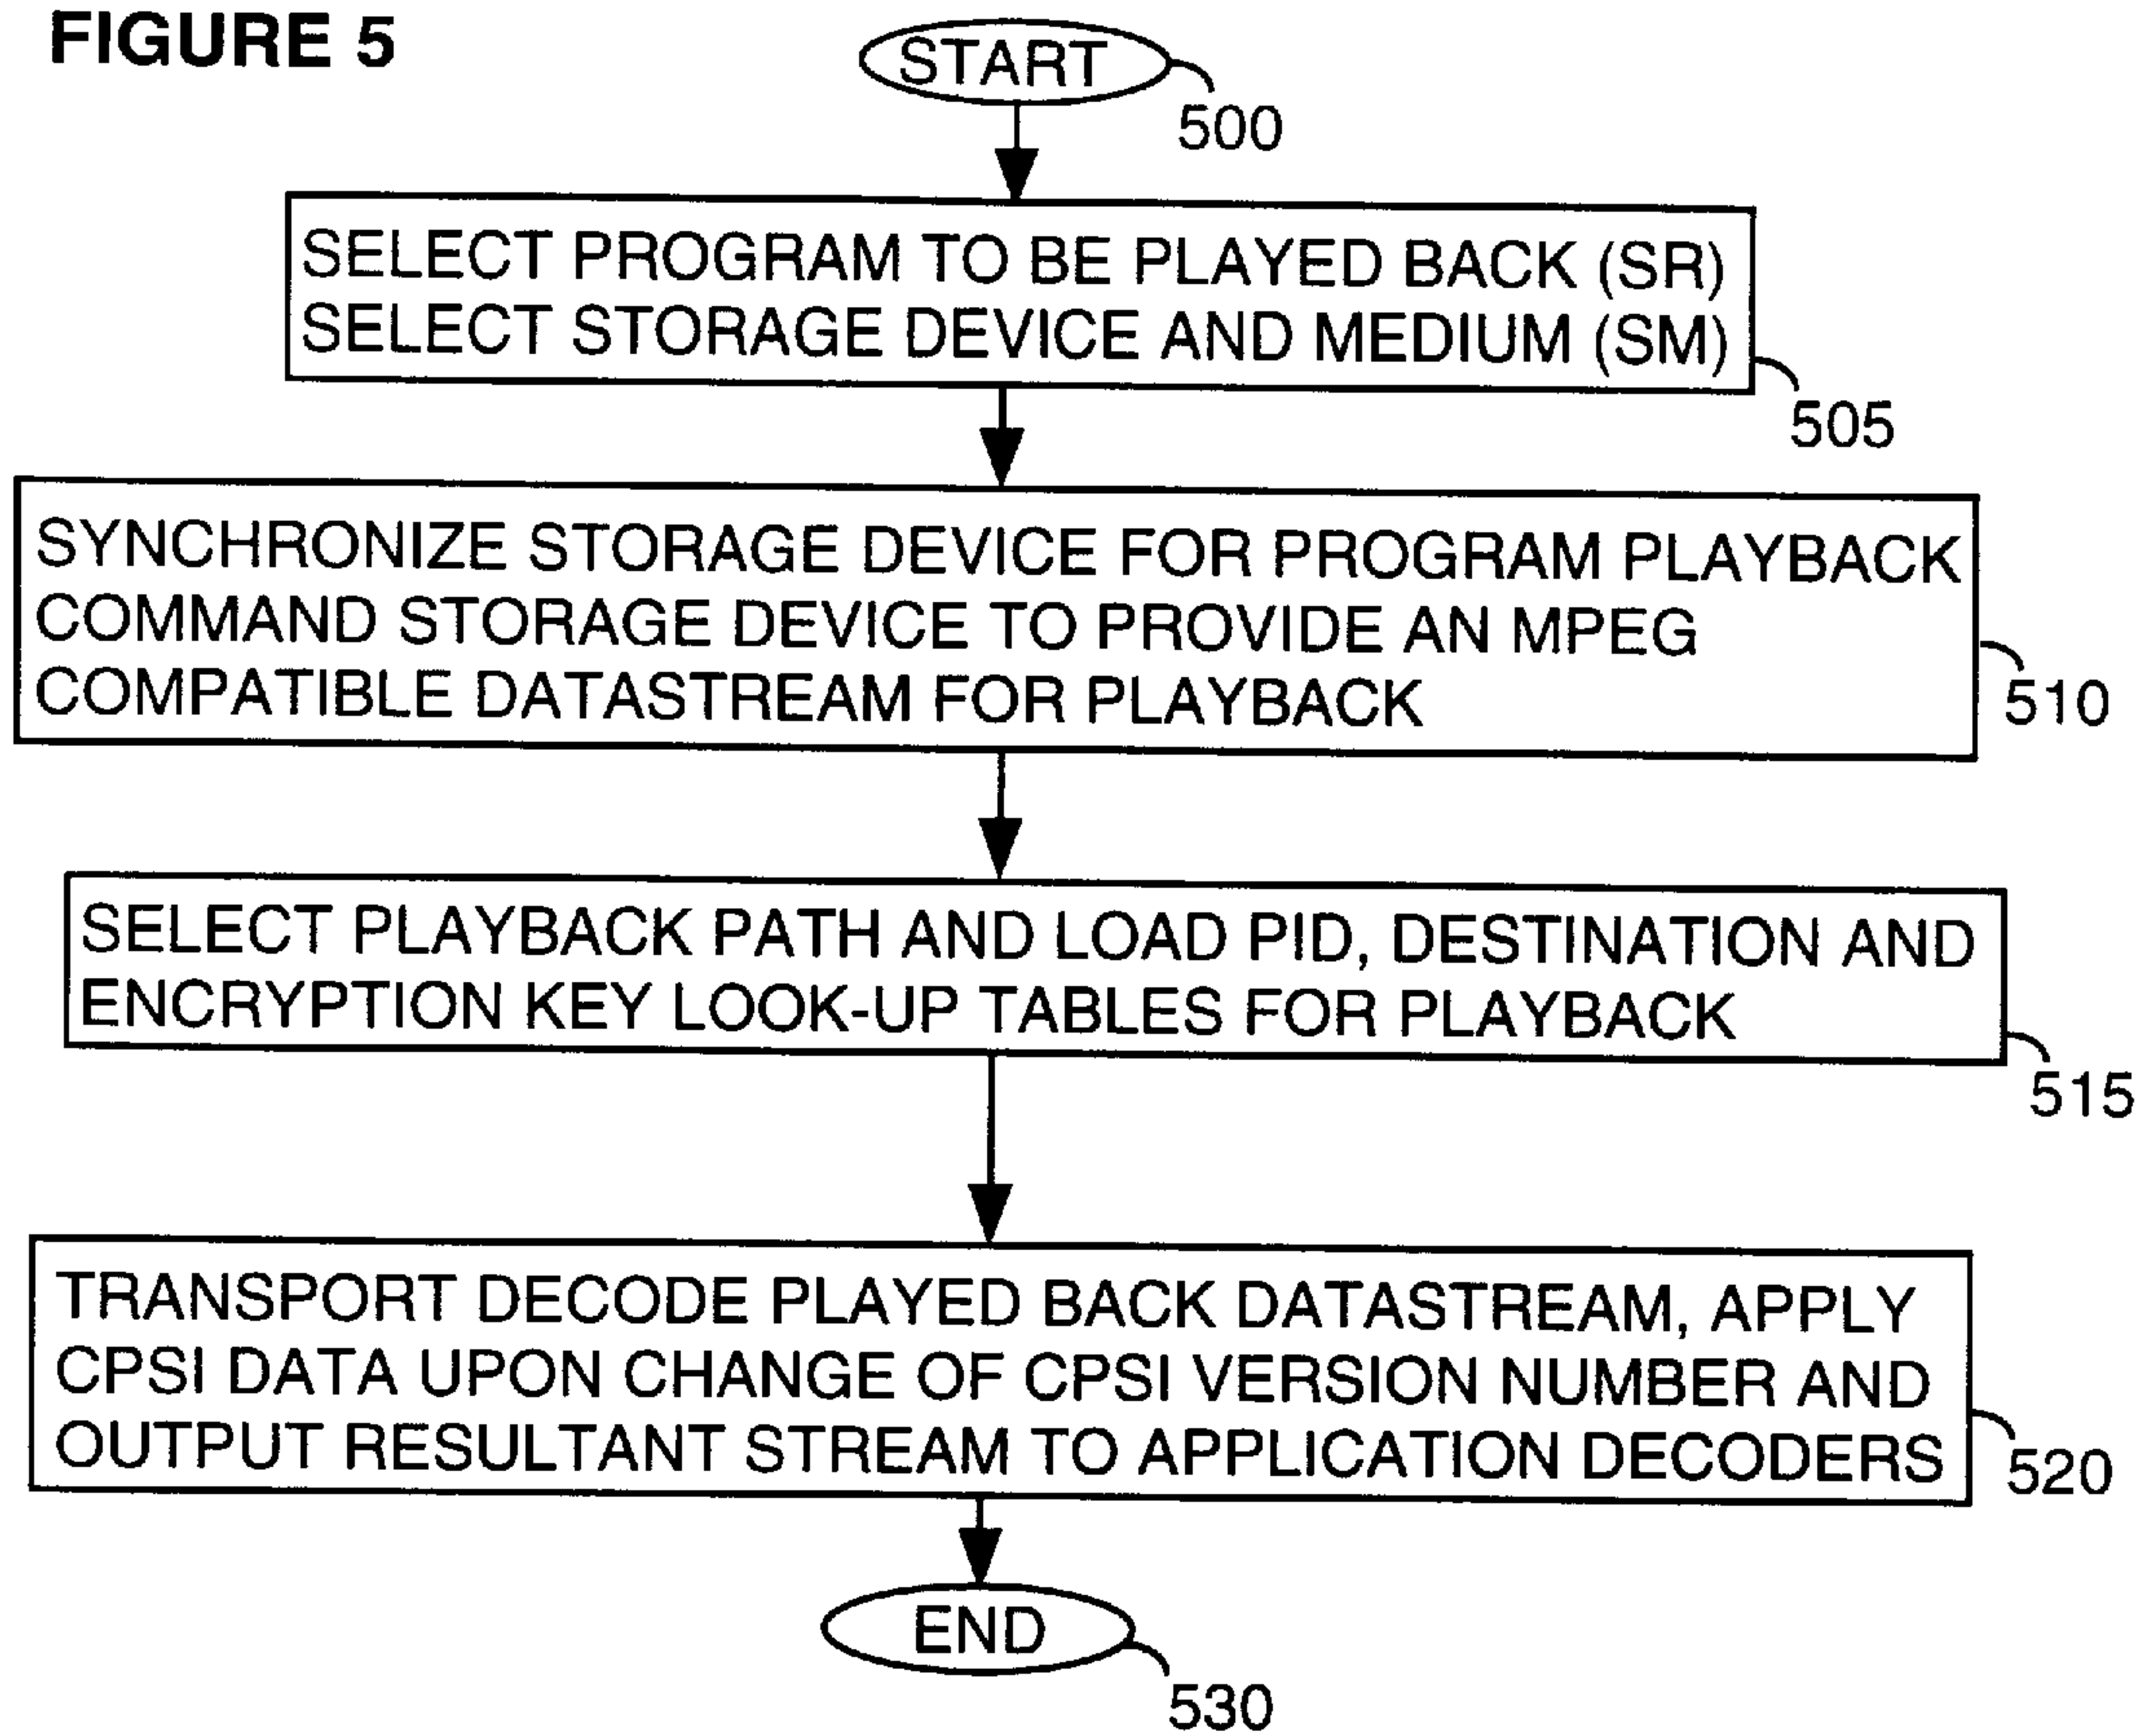 FIGURE 5
START
500
SELECT PROGRAM TO BE PLAYED BACK (SR)
SELECT STORAGE DEVICE AND MEDIUM (SM)
505
SYNCHRONIZE STORAGE DEVICE FOR PROGRAM PLAYBACK
COMMAND STORAGE DEVICE TO PROVIDE AN MPEG
COMPATIBLE DATASTREAM FOR PLAYBACK
510
SELECT PLAYBACK PATH AND LOAD PID, DESTINATION AND
ENCRYPTION KEY LOOK-UP TABLES FOR PLAYBACK
515
TRANSPORT DECODE PLAYED BACK DATASTREAM, APPLY
CPSI DATA UPON CHANGE OF CPSI VERSION NUMBER AND
OUTPUT RESULTANT STREAM TO APPLICATION DECODERS
520
END
530